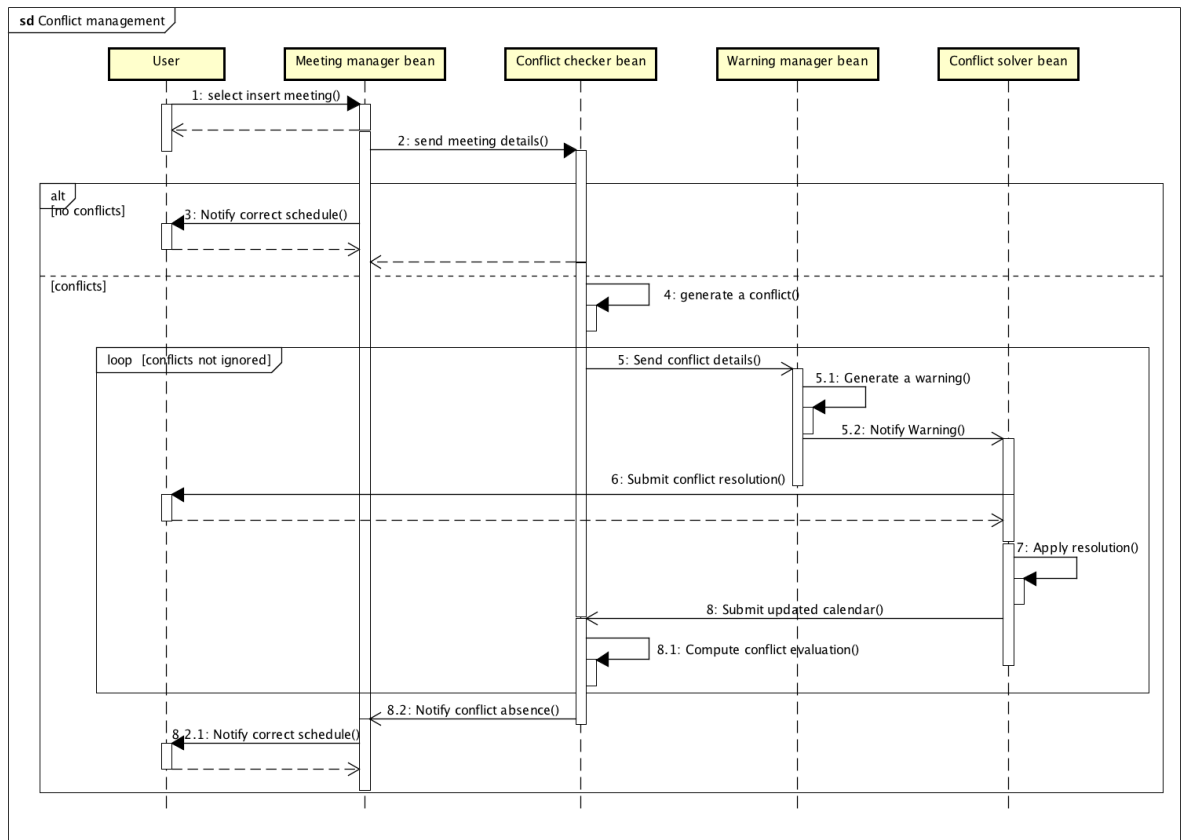 sd Conflict management
User
Meeting manager bean
Conflict checker bean
Warning manager bean
Conflict solver bean
1: select insert meeting()
2: send meeting details()
alt
[no conflicts]
3: Notify correct schedule()
[conflicts]
4: generate a conflict()
loop [conflicts not ignored]
5: Send conflict details()
5.1: Generate a warning()
5.2: Notify Warning()
6: Submit conflict resolution()
7: Apply resolution()
8: Submit updated calendar()
8.1: Compute conflict evaluation()
8.2: Notify conflict absence()
8.2.1: Notify correct schedule()